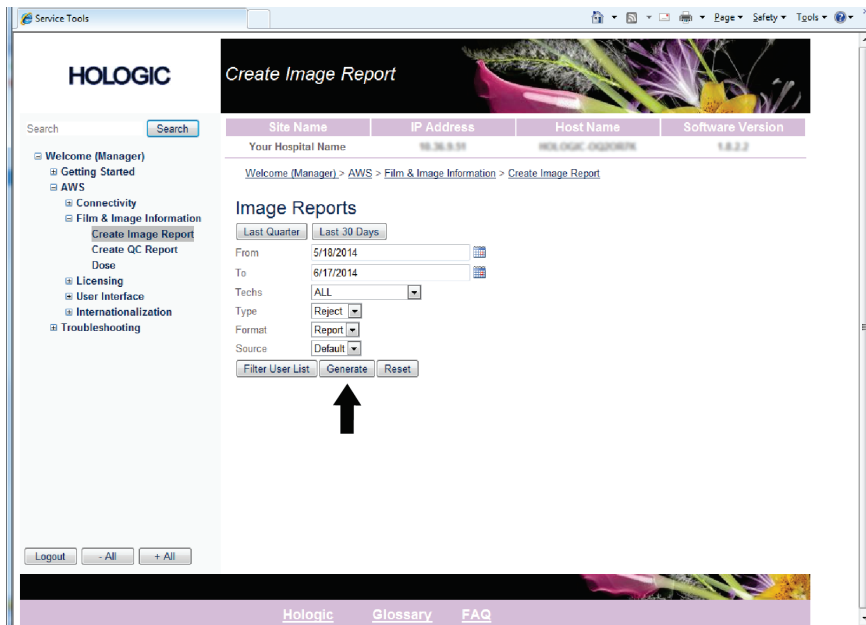 Service Tools
Page Safety Tools
HOLOGIC
Create Image Report
Search Search
Site Name IP Address Host Name Software Version
Your Hospital Name
Welcome (Manager) > AWS > Film & Image Information > Create Image Report
Welcome (Manager)
Getting Started
AWS
Connectivity
Film & Image Information
Create Image Report
Create QC Report
Dose
Licensing
User Interface
Internationalization
Troubleshooting
Image Reports
Last Quarter Last 30 Days
From 5/18/2014
To 6/17/2014
Techs ALL
Type Reject
Format Report
Source Default
Filter User List Generate Reset
Logout - All + All
Hologic Glossary FAQ